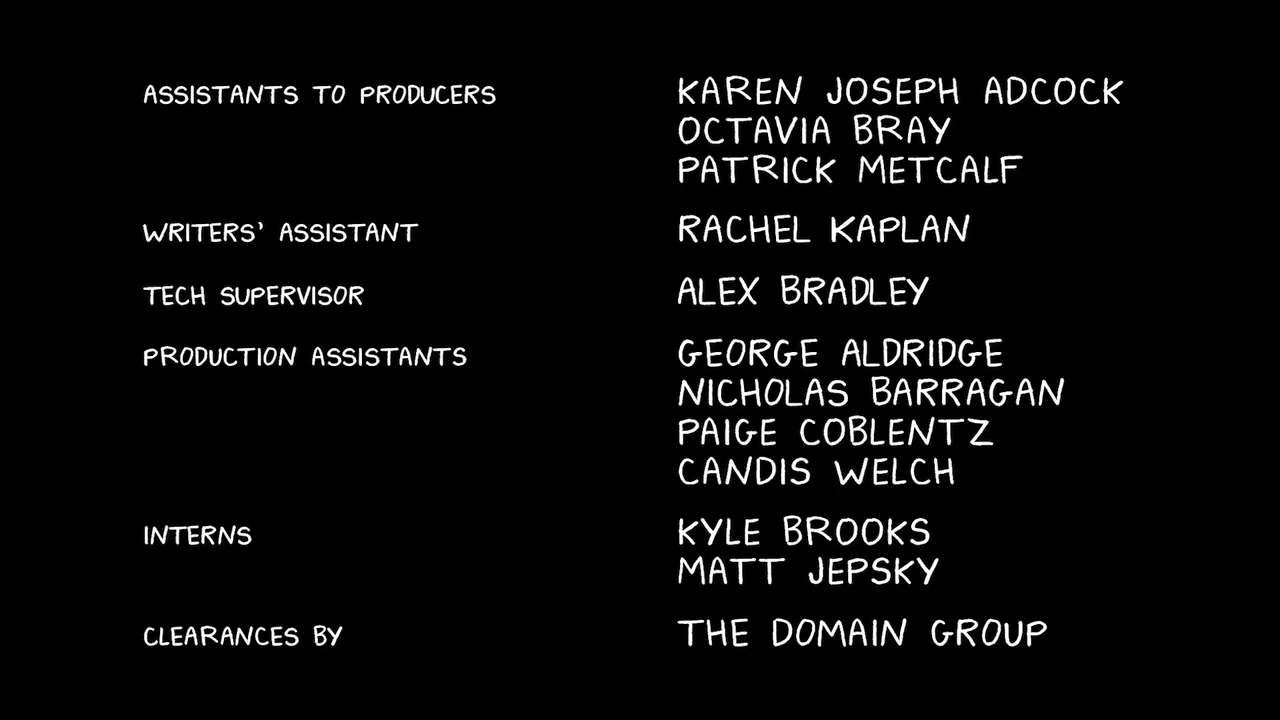 ASSISTANTS TO PRODUCERS KAREN JOSEPH ADCOCK
OCTAVIA BRAY
PATRICK METCALF
WRITERS' ASSISTANT RACHEL KAPLAN
TECH SUPERVISOR ALEX BRADLEY
PRODUCTION ASSISTANTS GEORGE ALDRIDGE
NICHOLAS BARRAGAN
PAIGE COBLENTZ
CANDIS WELCH
INTERNS KYLE BROOKS
MATT JEPSKY
CLEARANCES BY THE DOMAIN GROUP